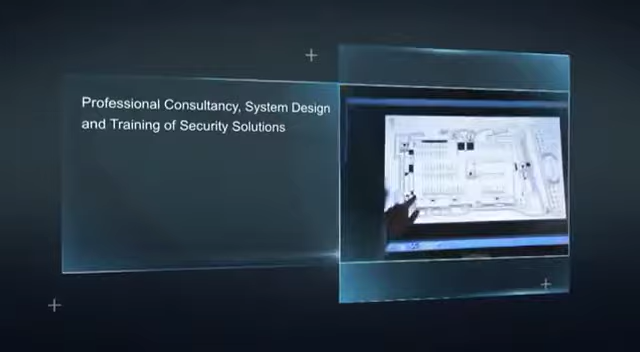 Professional Consultancy, System Design
and Training of Security Solutions